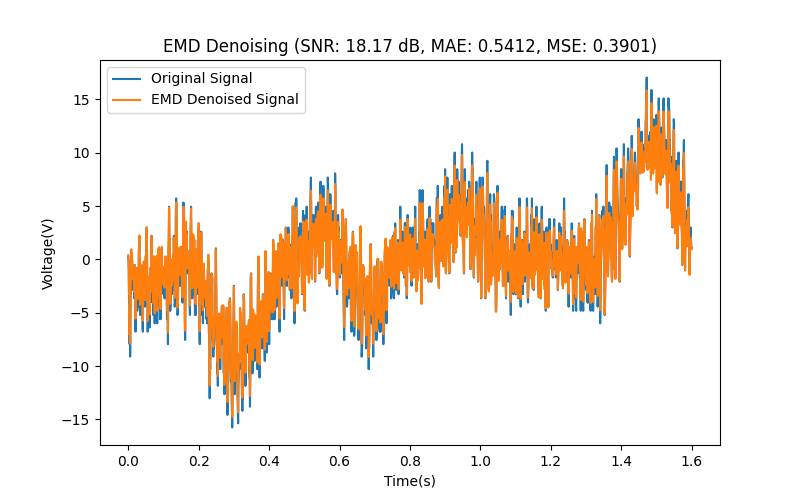 EMD Denoising (SNR: 18.17 dB, MAE: 0.5412, MSE: 0.3901)
Original Signal
EMD Denoised Signal
Voltage(V)
15
10
5
0
−5
−10
−15
0.0 0.2 0.4 0.6 0.8 1.0 1.2 1.4 1.6
Time(s)